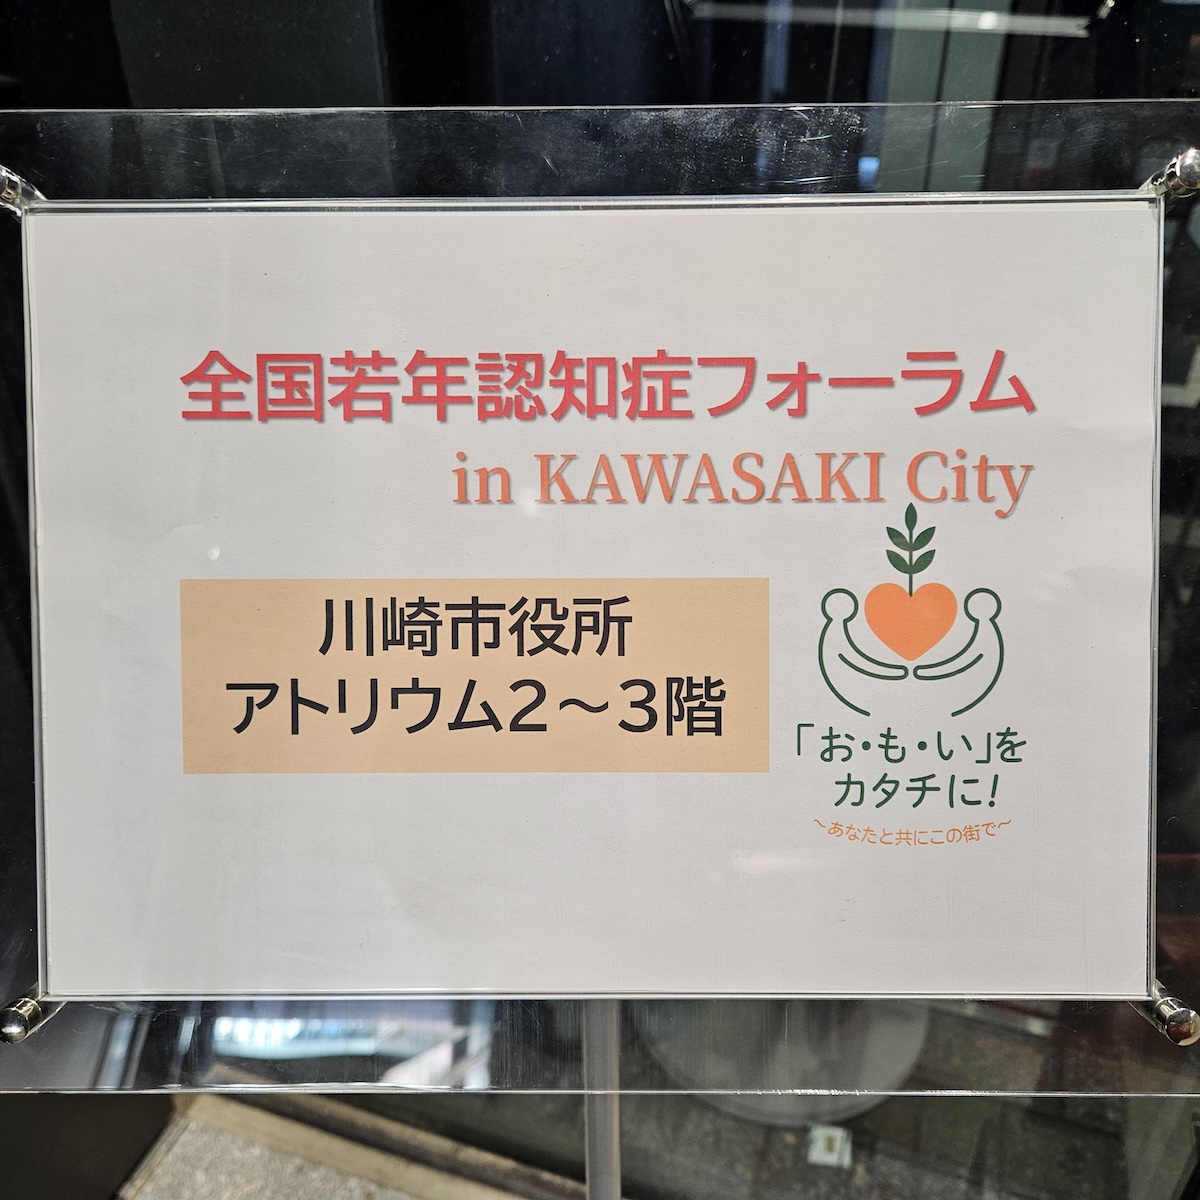 全国若年認知症フォーラム
in KAWASAKI City
川崎市役所
アトリウム2～3階
「お・も・い」を
カタチに!
～あなたと共にこの街で～